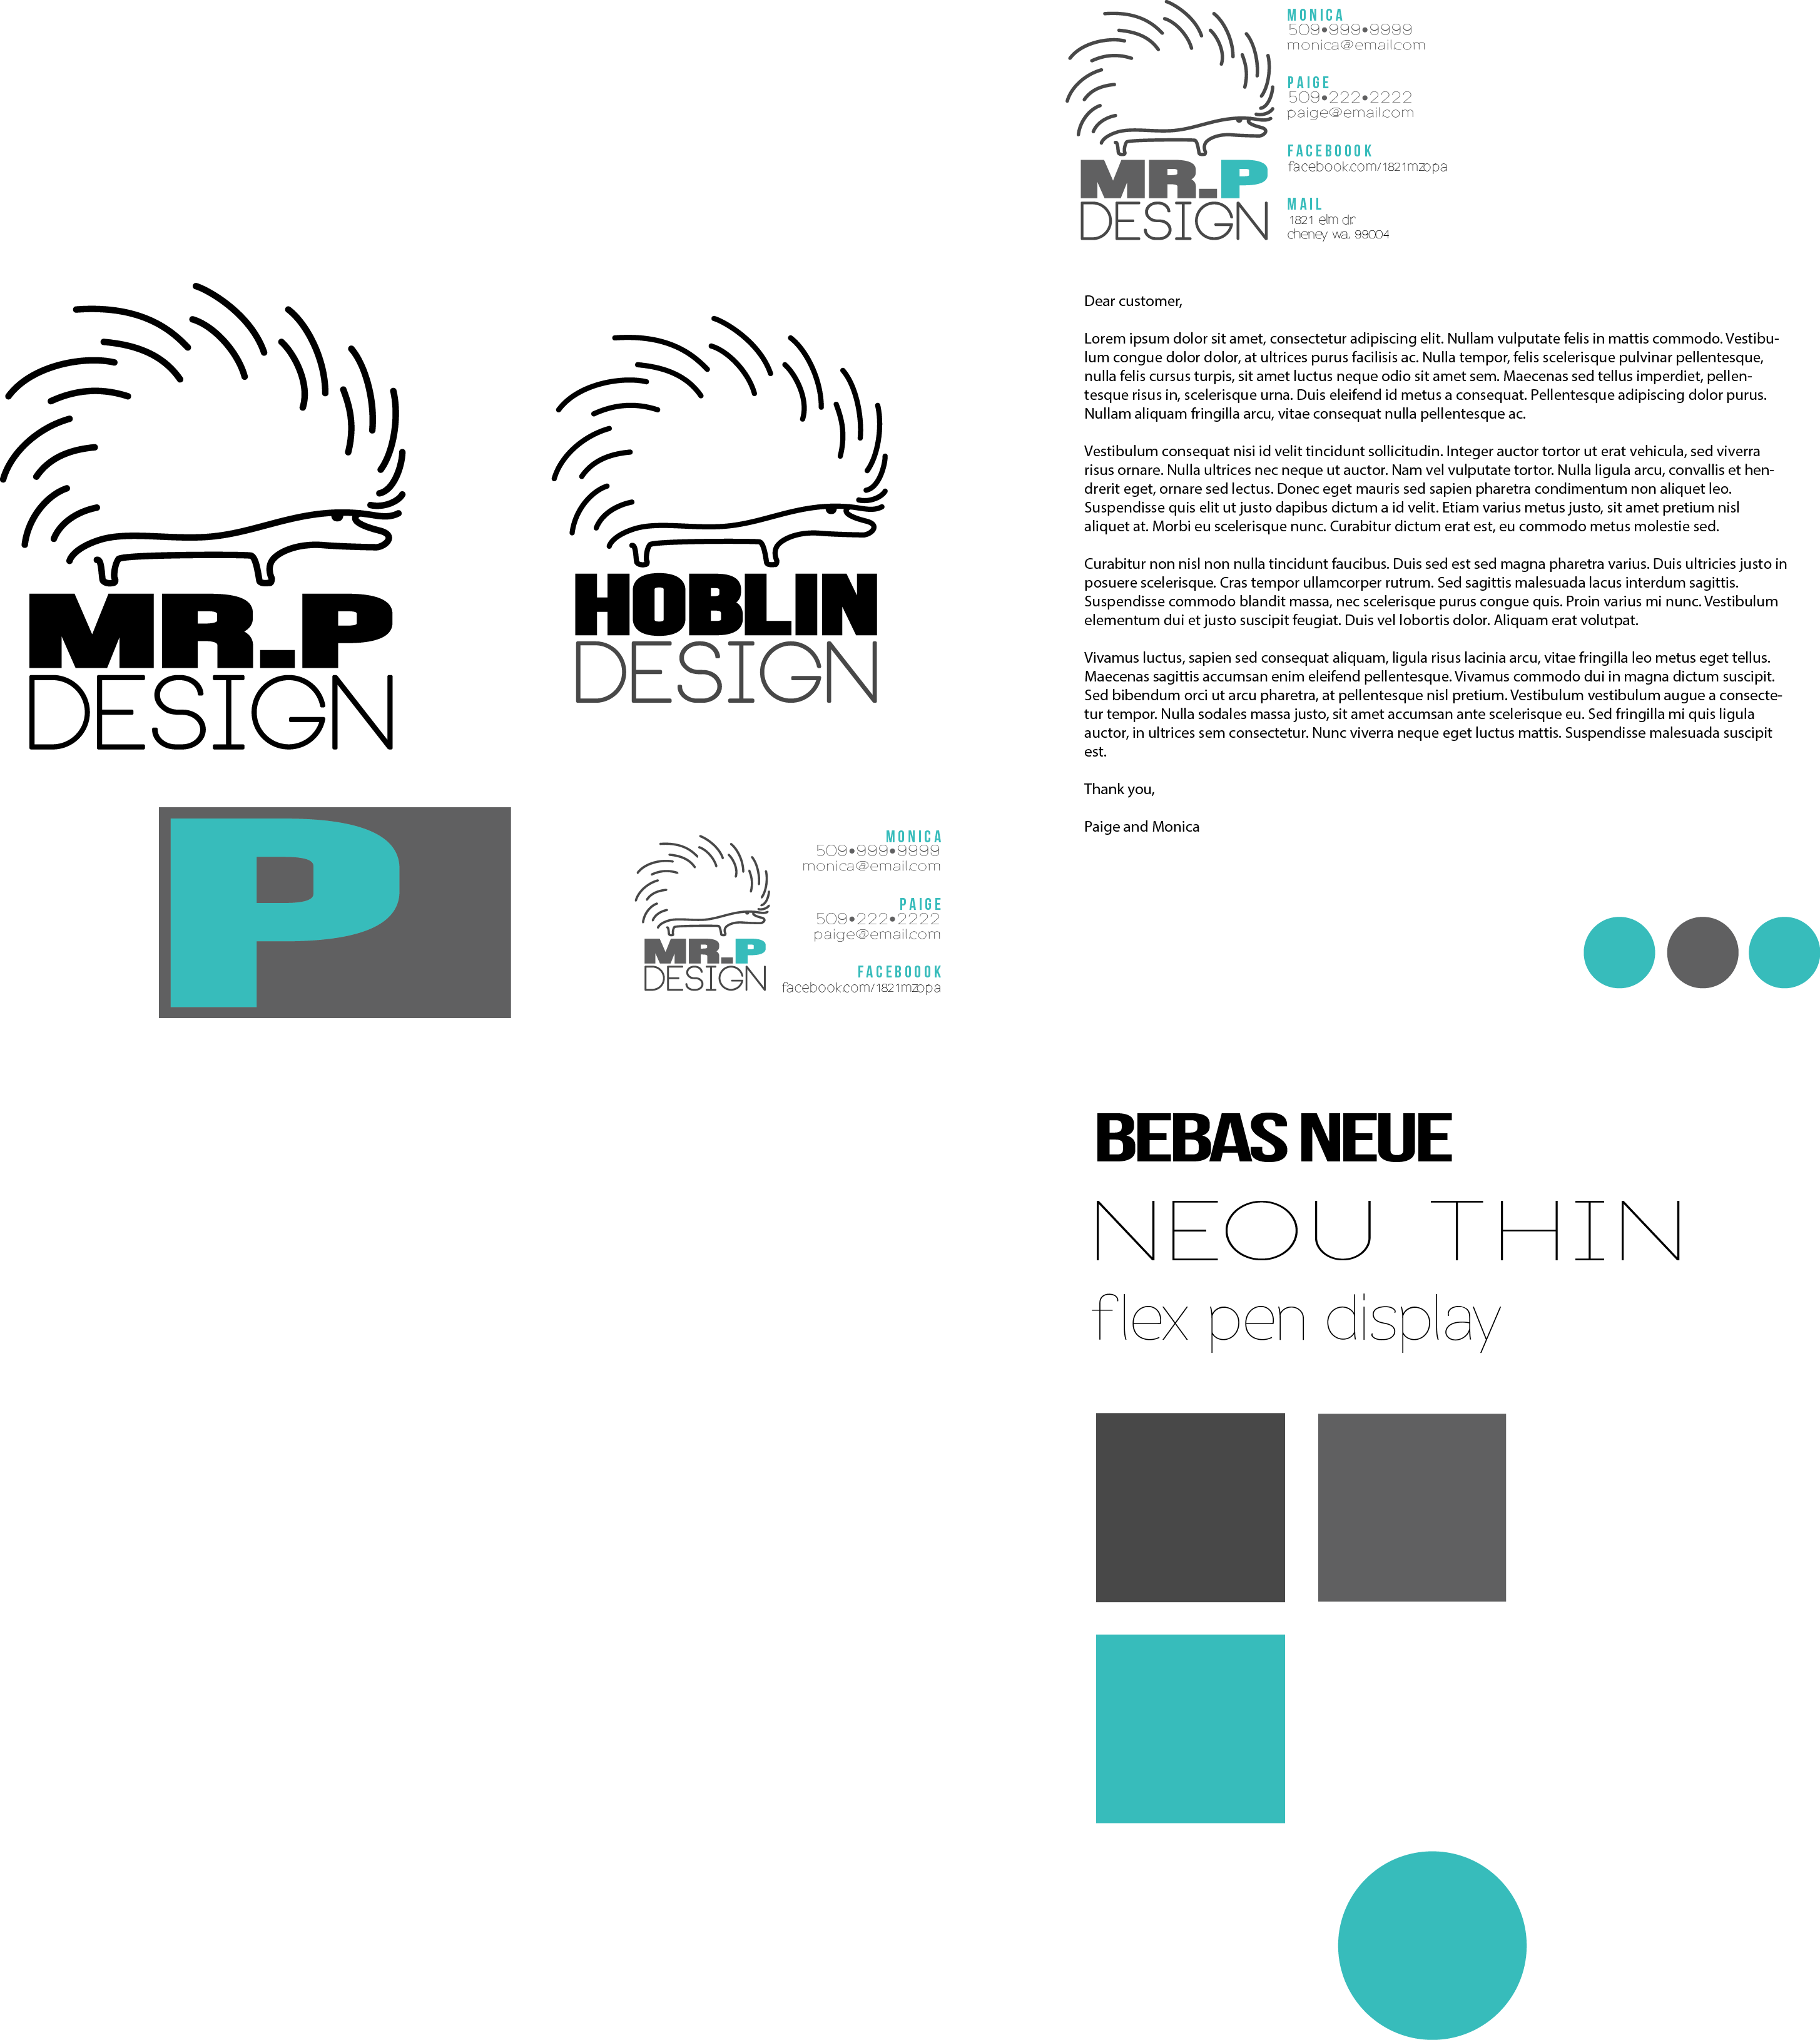 MR.P
DESIGN
HOBLIN
DESIGN
P
MR.P
DESIGN
MONICA
509•999•9999
monica@email.com
PAIGE
509•222•2222
paige@email.com
FACEBOOOK
facebook.com/1821mzopa
MR.P
DESIGN
MONICA
509•999•9999
monica@email.com
PAIGE
509•222•2222
paige@email.com
FACEBOOOK
facebook.com/1821mzopa
MAIL
1821 elm dr.
cheney wa. 99004
Dear customer,
Lorem ipsum dolor sit amet, consectetur adipiscing elit. Nullam vulputate felis in mattis commodo. Vestibu-
lum congue dolor dolor, at ultrices purus facilisis ac. Nulla tempor, felis scelerisque pulvinar pellentesque,
nulla felis cursus turpis, sit amet luctus neque odio sit amet sem. Maecenas sed tellus imperdiet, pellen-
tesque risus in, scelerisque urna. Duis eleifend id metus a consequat. Pellentesque adipiscing dolor purus.
Nullam aliquam fringilla arcu, vitae consequat nulla pellentesque ac.
Vestibulum consequat nisi id velit tincidunt sollicitudin. Integer auctor tortor ut erat vehicula, sed viverra
risus ornare. Nulla ultrices nec neque ut auctor. Nam vel vulputate tortor. Nulla ligula arcu, convallis et hen-
drerit eget, ornare sed lectus. Donec eget mauris sed sapien pharetra condimentum non aliquet leo.
Suspendisse quis elit ut justo dapibus dictum a id velit. Etiam varius metus justo, sit amet pretium nisl
aliquet at. Morbi eu scelerisque nunc. Curabitur dictum erat est, eu commodo metus molestie sed.
Curabitur non nisl non nulla tincidunt faucibus. Duis sed est sed magna pharetra varius. Duis ultricies justo in
posuere scelerisque. Cras tempor ullamcorper rutrum. Sed sagittis malesuada lacus interdum sagittis.
Suspendisse commodo blandit massa, nec scelerisque purus congue quis. Proin varius mi nunc. Vestibulum
elementum dui et justo suscipit feugiat. Duis vel lobortis dolor. Aliquam erat volutpat.
Vivamus luctus, sapien sed consequat aliquam, ligula risus lacinia arcu, vitae fringilla leo metus eget tellus.
Maecenas sagittis accumsan enim eleifend pellentesque. Vivamus commodo dui in magna dictum suscipit.
Sed bibendum orci ut arcu pharetra, at pellentesque nisl pretium. Vestibulum vestibulum augue a consecte-
tur tempor. Nulla sodales massa justo, sit amet accumsan ante scelerisque eu. Sed fringilla mi quis ligula
auctor, in ultrices sem consectetur. Nunc viverra neque eget luctus mattis. Suspendisse malesuada suscipit
est.
Thank you,
Paige and Monica
BEBAS NEUE
NEOU THIN
flex pen display